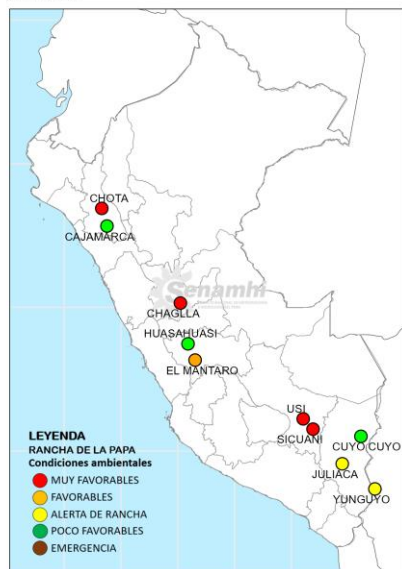 CHOTA
CAJAMARCA
Senamhi
CHAGLLA
HUASAHUASI
EL MANTARO
USI
SICUANI
CUYO CUYO
JULIACA
YUNGUYO
LEYENDA
RANCHA DE LA PAPA
Condiciones ambientales
MUY FAVORABLES
FAVORABLES
ALERTA DE RANCHA
POCO FAVORABLES
EMERGENCIA